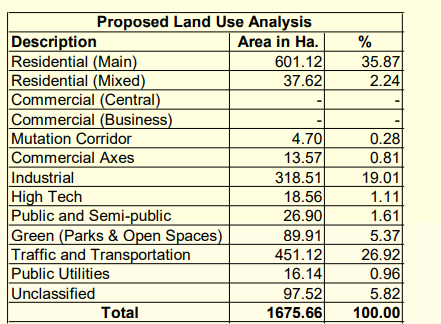 Proposed Land Use Analysis
Description Area in Ha. %
Residential (Main) 601.12 35.87
Residential (Mixed) 37.62 2.24
Commercial (Central) - -
Commercial (Business) - -
Mutation Corridor 4.70 0.28
Commercial Axes 13.57 0.81
Industrial 318.51 19.01
High Tech 18.56 1.11
Public and Semi-public 26.90 1.61
Green (Parks & Open Spaces) 89.91 5.37
Traffic and Transportation 451.12 26.92
Public Utilities 16.14 0.96
Unclassified 97.52 5.82
Total 1675.66 100.00